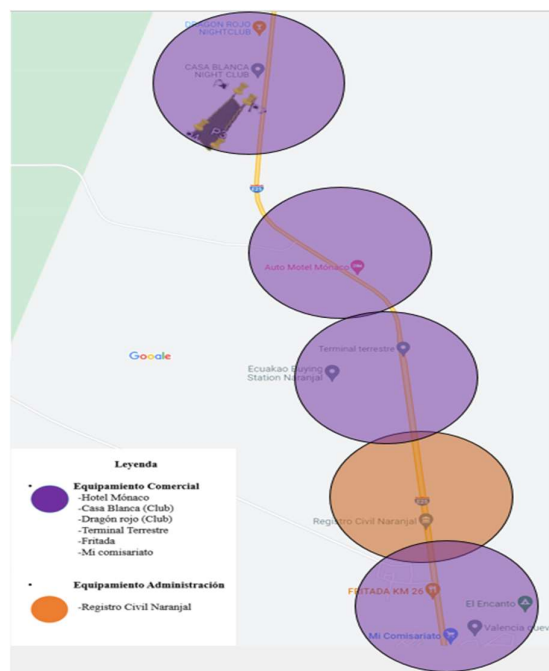 DRAGON ROJO
NIGHTCLUB
CASA BLANCA
NIGHT CLUB
Auto Motel Mónaco
Terminal terrestre
Ecuakao Buying
Station Naranjal
Google
Registro Civil Naranjal
FRITADA KM 26
El Encanto
Valencia quev
Mi Comisariato
Leyenda
• Equipamiento Comercial
-Hotel Mónaco
-Casa Blanca (Club)
-Dragón rojo (Club)
-Terminal Terrestre
-Fritada
-Mi comisariato
• Equipamiento Administración
-Registro Civil Naranjal